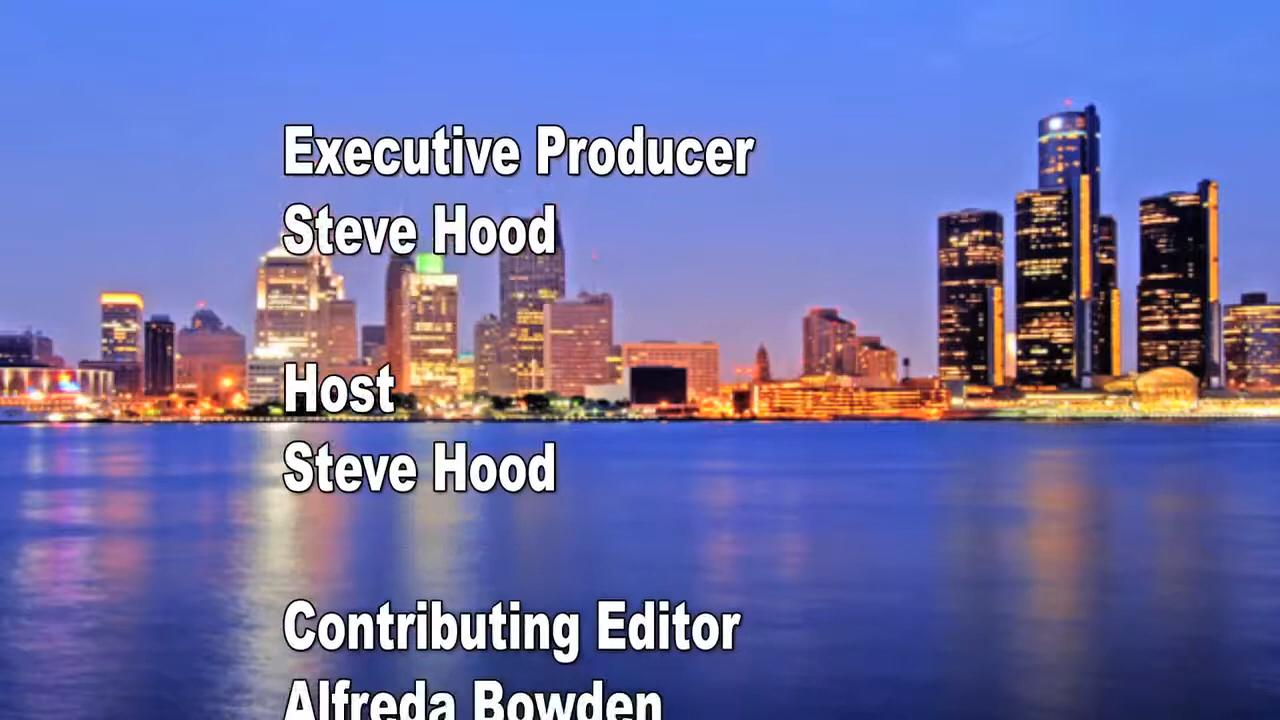 Executive Producer
Steve Hood
Host
Steve Hood
Contributing Editor
Alfreda Bowden